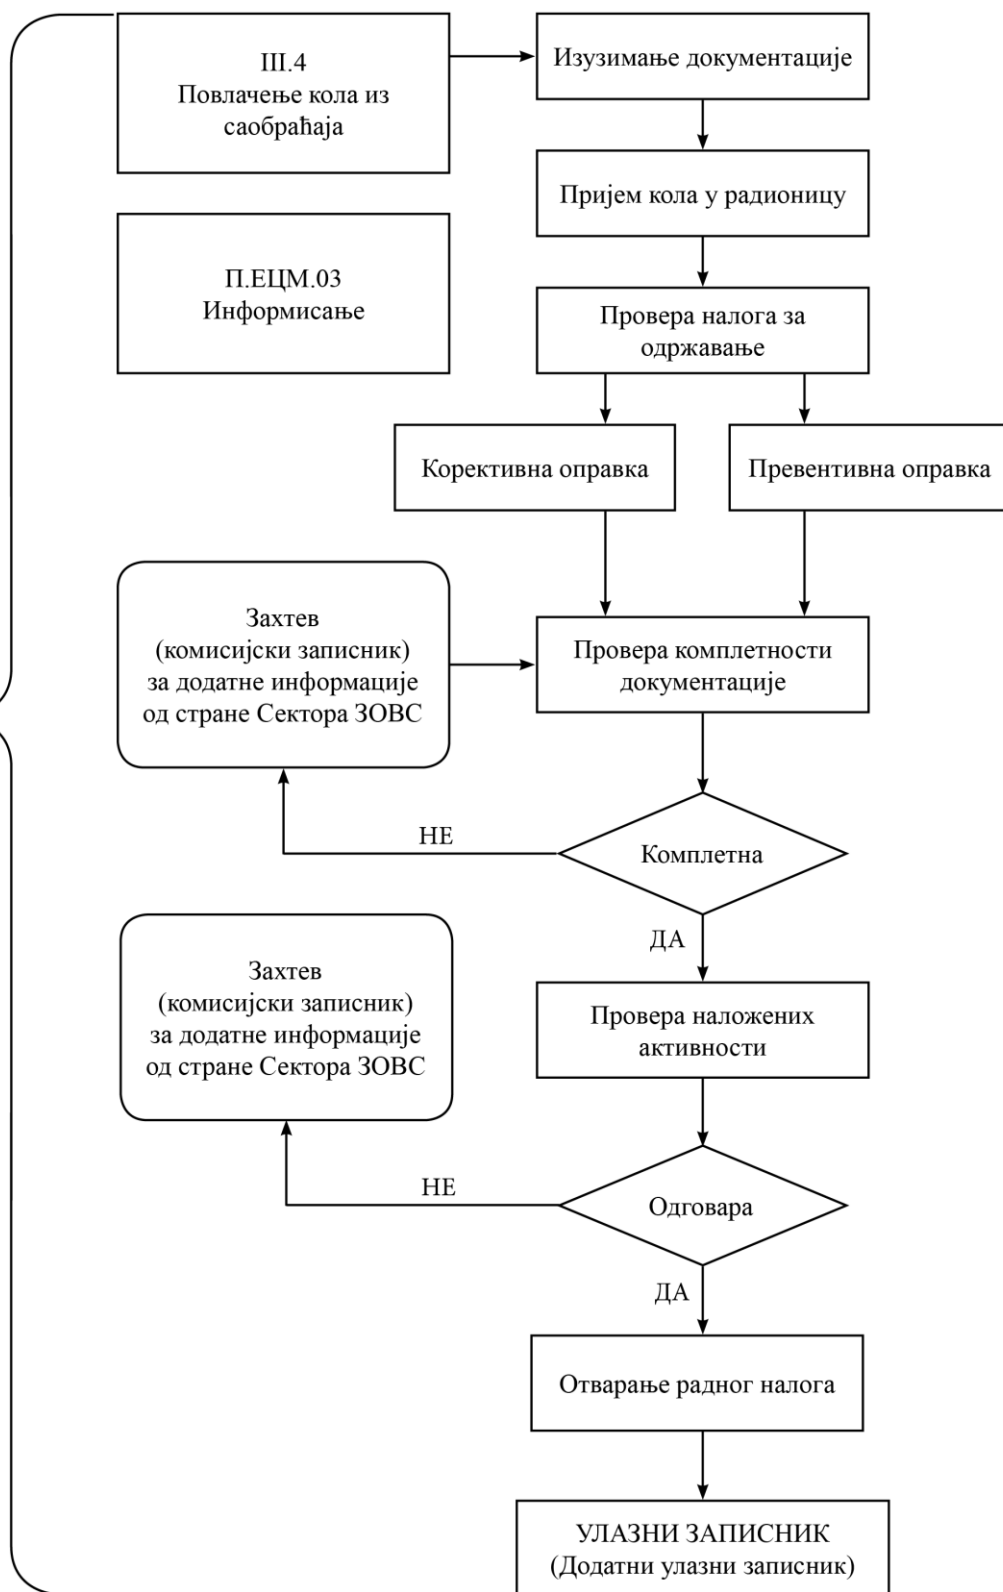 III.4
Повлачење кола из
саобраћаја
Изузимање документације
Пријем кола у радионицу
П.ЕЦМ.03
Информисање
Провера налога за
одржавање
Корективна оправка
Превентивна оправка
Захтев
(комисијски записник)
за додатне информације
од стране Сектора ЗОВС
Провера комплетности
документације
НЕ
Комплетна
ДА
Захтев
(комисијски записник)
за додатне информације
од стране Сектора ЗОВС
Провера наложених
активности
НЕ
Одговара
ДА
Отварање радног налога
УЛАЗНИ ЗАПИСНИК
(Додатни улазни записник)